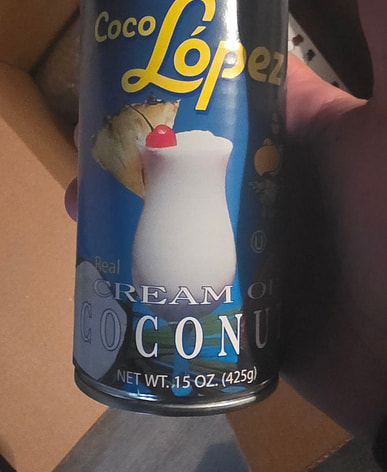 Coco
López
Real
CREAM OF
COCONU
U
NET WT. 15 OZ. (425g)